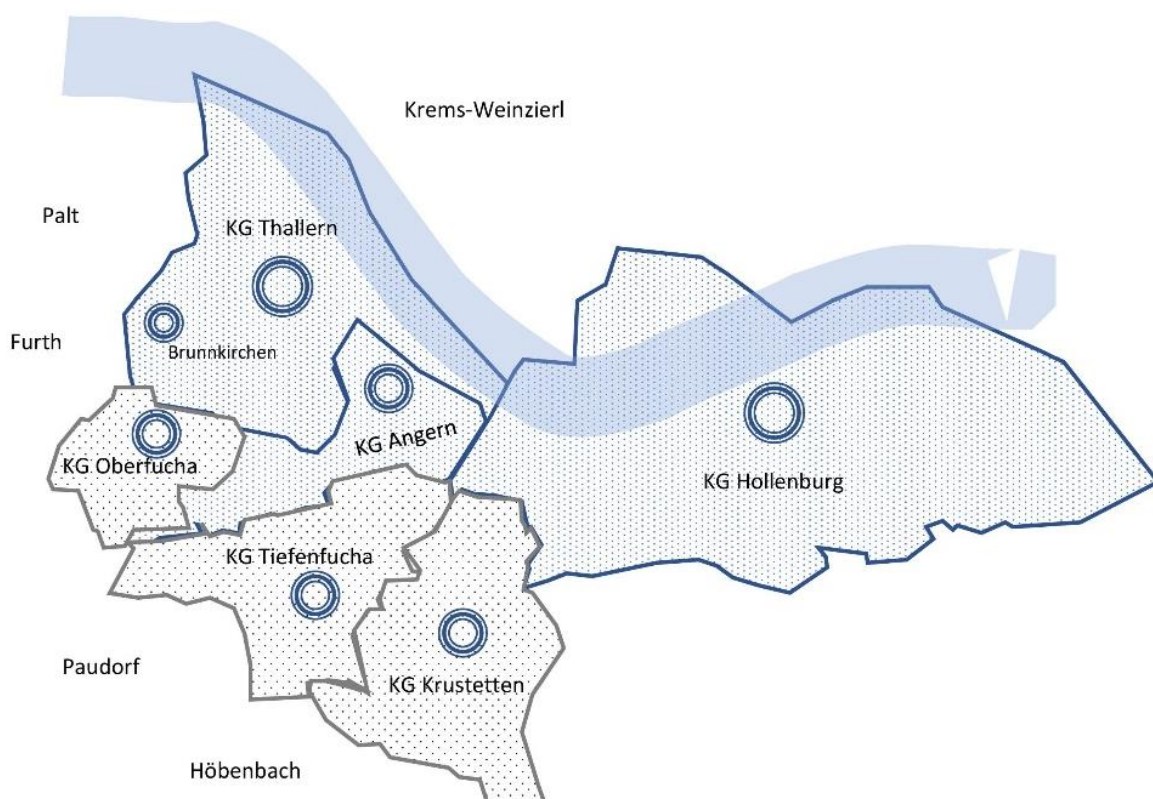 Krems-Weinzierl
Palt
KG Thallern
Furth
Brunnkirchen
KG Angern
KG Oberfucha
KG Hollenburg
KG Tiefenfucha
Paudorf
KG Krustetten
Höbenbach